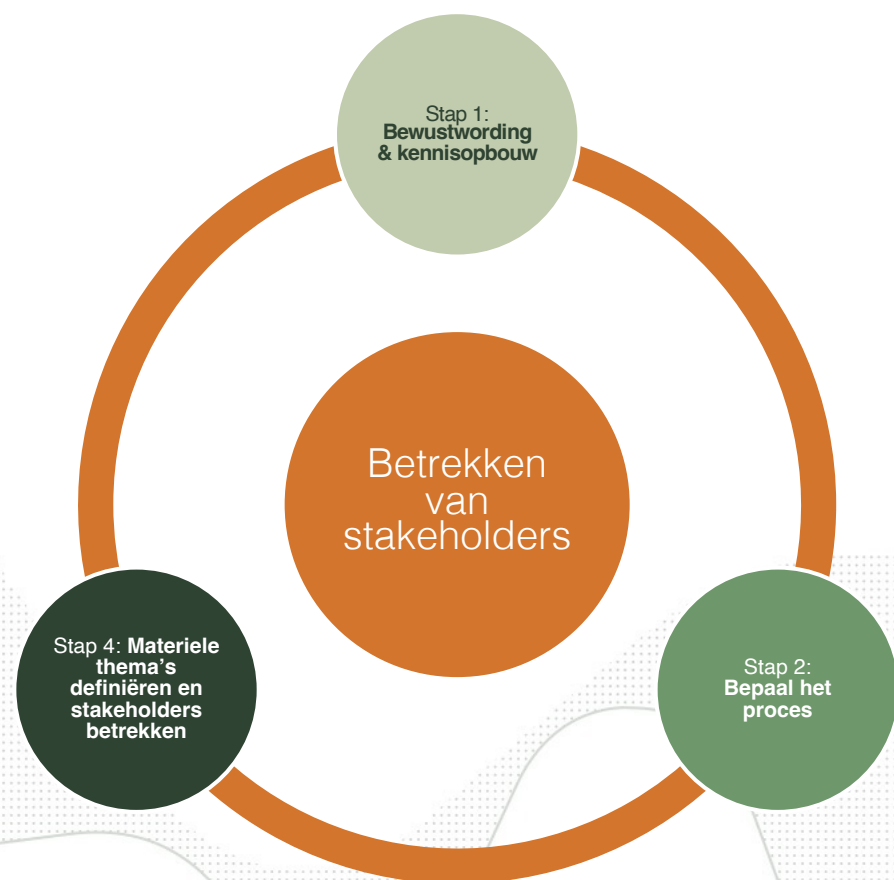 Stap 1:
Bewustwording
& kennisopbouw
Betrekken
van
stakeholders
Stap 2:
Bepaal het
proces
Stap 4: Materiele
thema's
definiëren en
stakeholders
betrekken